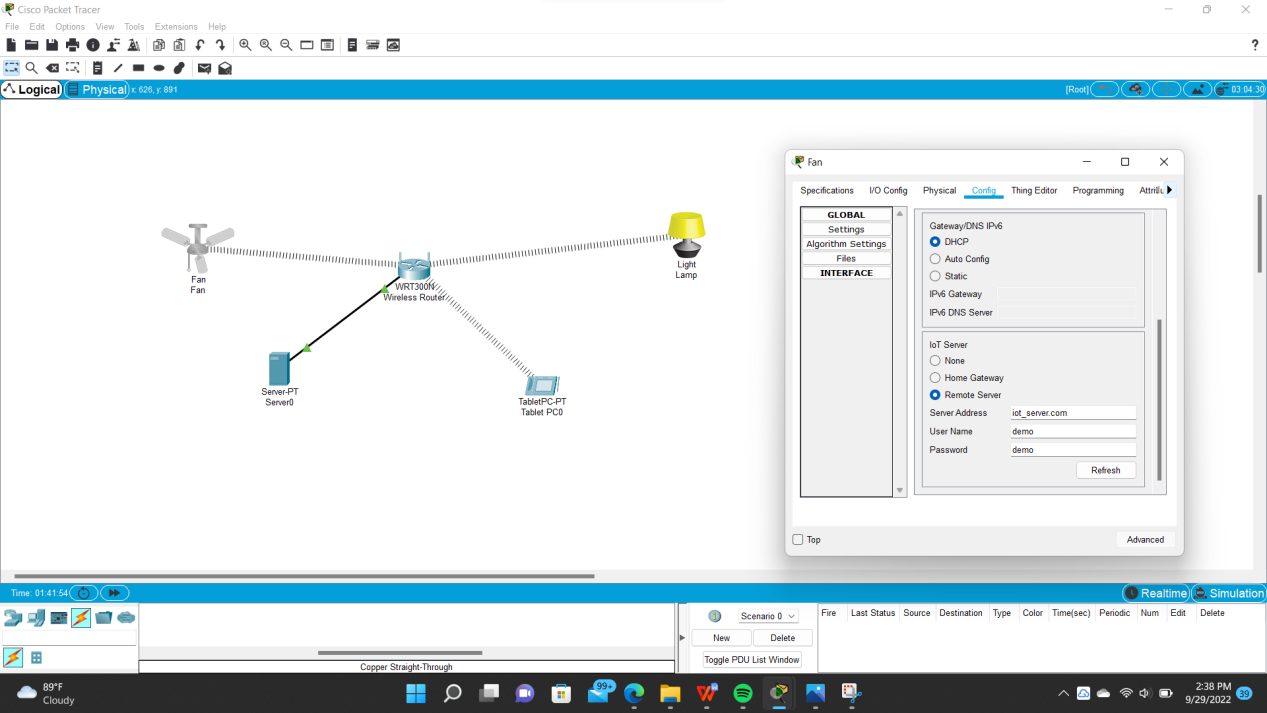 Cisco Packet Tracer
File Edit Options View Tools Extensions Help
?
Logical Physical x: 626, y: 891 [Root] 03:04:30
Fan
Fan
Light
Lamp
WRT300N
Wireless Router
Server-PT
Server0
TabletPC-PT
Tablet PC0
Fan
Specifications I/O Config Physical Config Thing Editor Programming
GLOBAL
Settings
Algorithm Settings
Files
INTERFACE
Gateway/DNS IPv6
DHCP
Auto Config
Static
IPv6 Gateway
IPv6 DNS Server
IoT Server
None
Home Gateway
Remote Server
Server Address iot_server.com
User Name demo
Password demo
Refresh
Top Advanced
Time: 01:41:54 Realtime Simulation
Copper Straight-Through
Scenario 0
New Delete
Toggle PDU List Window
Fire Last Status Source Destination Type Color Time(sec) Periodic Num Edit Delete
89°F
Cloudy
99+
2:38 PM
9/29/2022
39